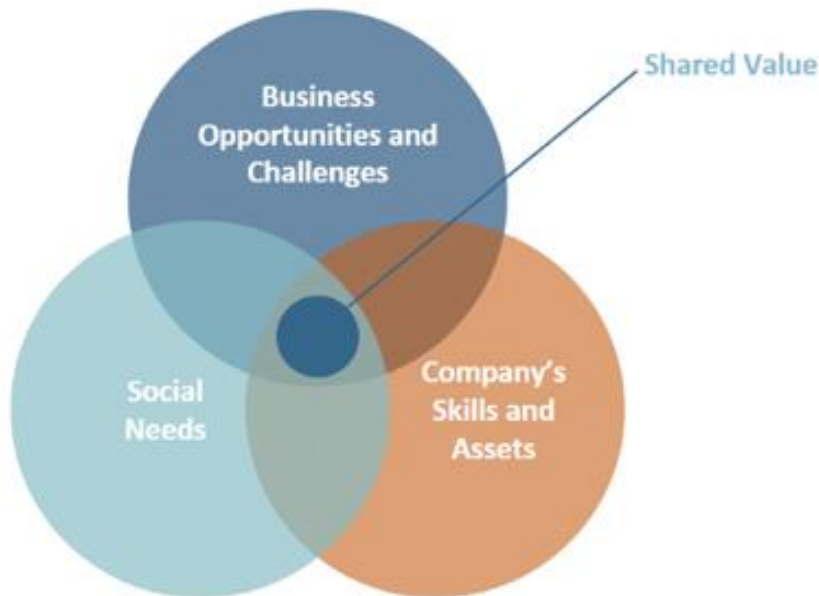 Shared Value
Business
Opportunities and
Challenges
Social
Needs
Company’s
Skills and
Assets